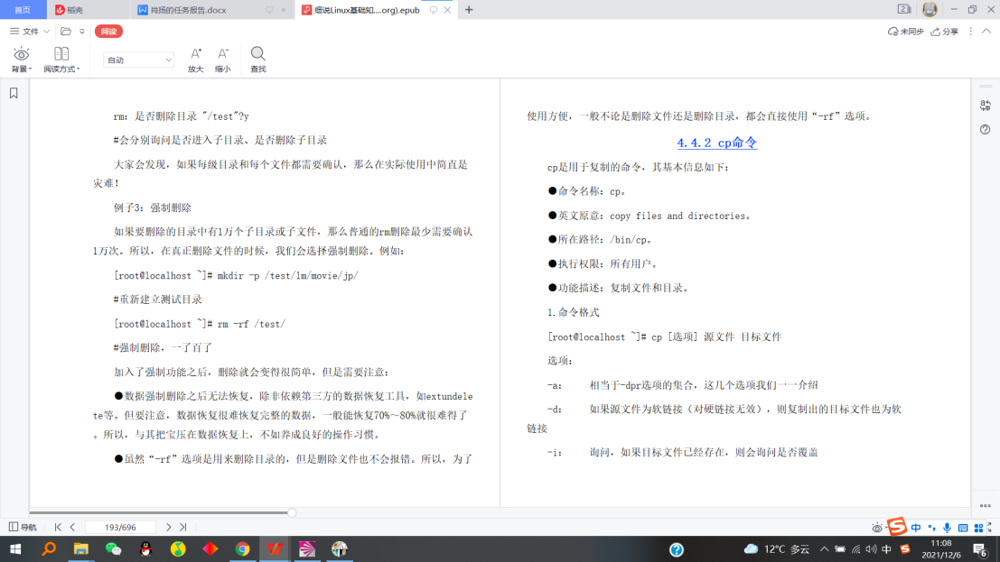 首页
稻壳
肖扬的任务报告.docx
细说Linux基础知....org).epub
2
文件
阅读
未同步
分享
背景
阅读方式
自动
放大
缩小
查找
rm：是否删除目录 "/test"?y
#会分别询问是否进入子目录、是否删除子目录
大家会发现，如果每级目录和每个文件都需要确认，那么在实际使用中简直是
灾难！
例子3：强制删除
如果要删除的目录中有1万个子目录或子文件，那么普通的rm删除最少需要确认
1万次。所以，在真正删除文件的时候，我们会选择强制删除。例如：
[root@localhost ~]# mkdir -p /test/lm/movie/jp/
#重新建立测试目录
[root@localhost ~]# rm -rf /test/
#强制删除，一了百了
加入了强制功能之后，删除就会变得很简单，但是需要注意：
●数据强制删除之后无法恢复，除非依赖第三方的数据恢复工具，如extundele
te等。但要注意，数据恢复很难恢复完整的数据，一般能恢复70%～80%就很难得了
。所以，与其把宝压在数据恢复上，不如养成良好的操作习惯。
●虽然“-rf”选项是用来删除目录的，但是删除文件也不会报错。所以，为了
使用方便，一般不论是删除文件还是删除目录，都会直接使用“-rf”选项。
4.4.2 cp命令
cp是用于复制的命令，其基本信息如下：
●命令名称：cp。
●英文原意：copy files and directories。
●所在路径：/bin/cp。
●执行权限：所有用户。
●功能描述：复制文件和目录。
1.命令格式
[root@localhost ~]# cp [选项] 源文件 目标文件
选项：
-a： 相当于-dpr选项的集合，这几个选项我们一一介绍
-d： 如果源文件为软链接（对硬链接无效），则复制出的目标文件也为软
链接
-i： 询问，如果目标文件已经存在，则会询问是否覆盖
导航
193/696
中
12°C 多云
中
11:08
2021/12/6
6